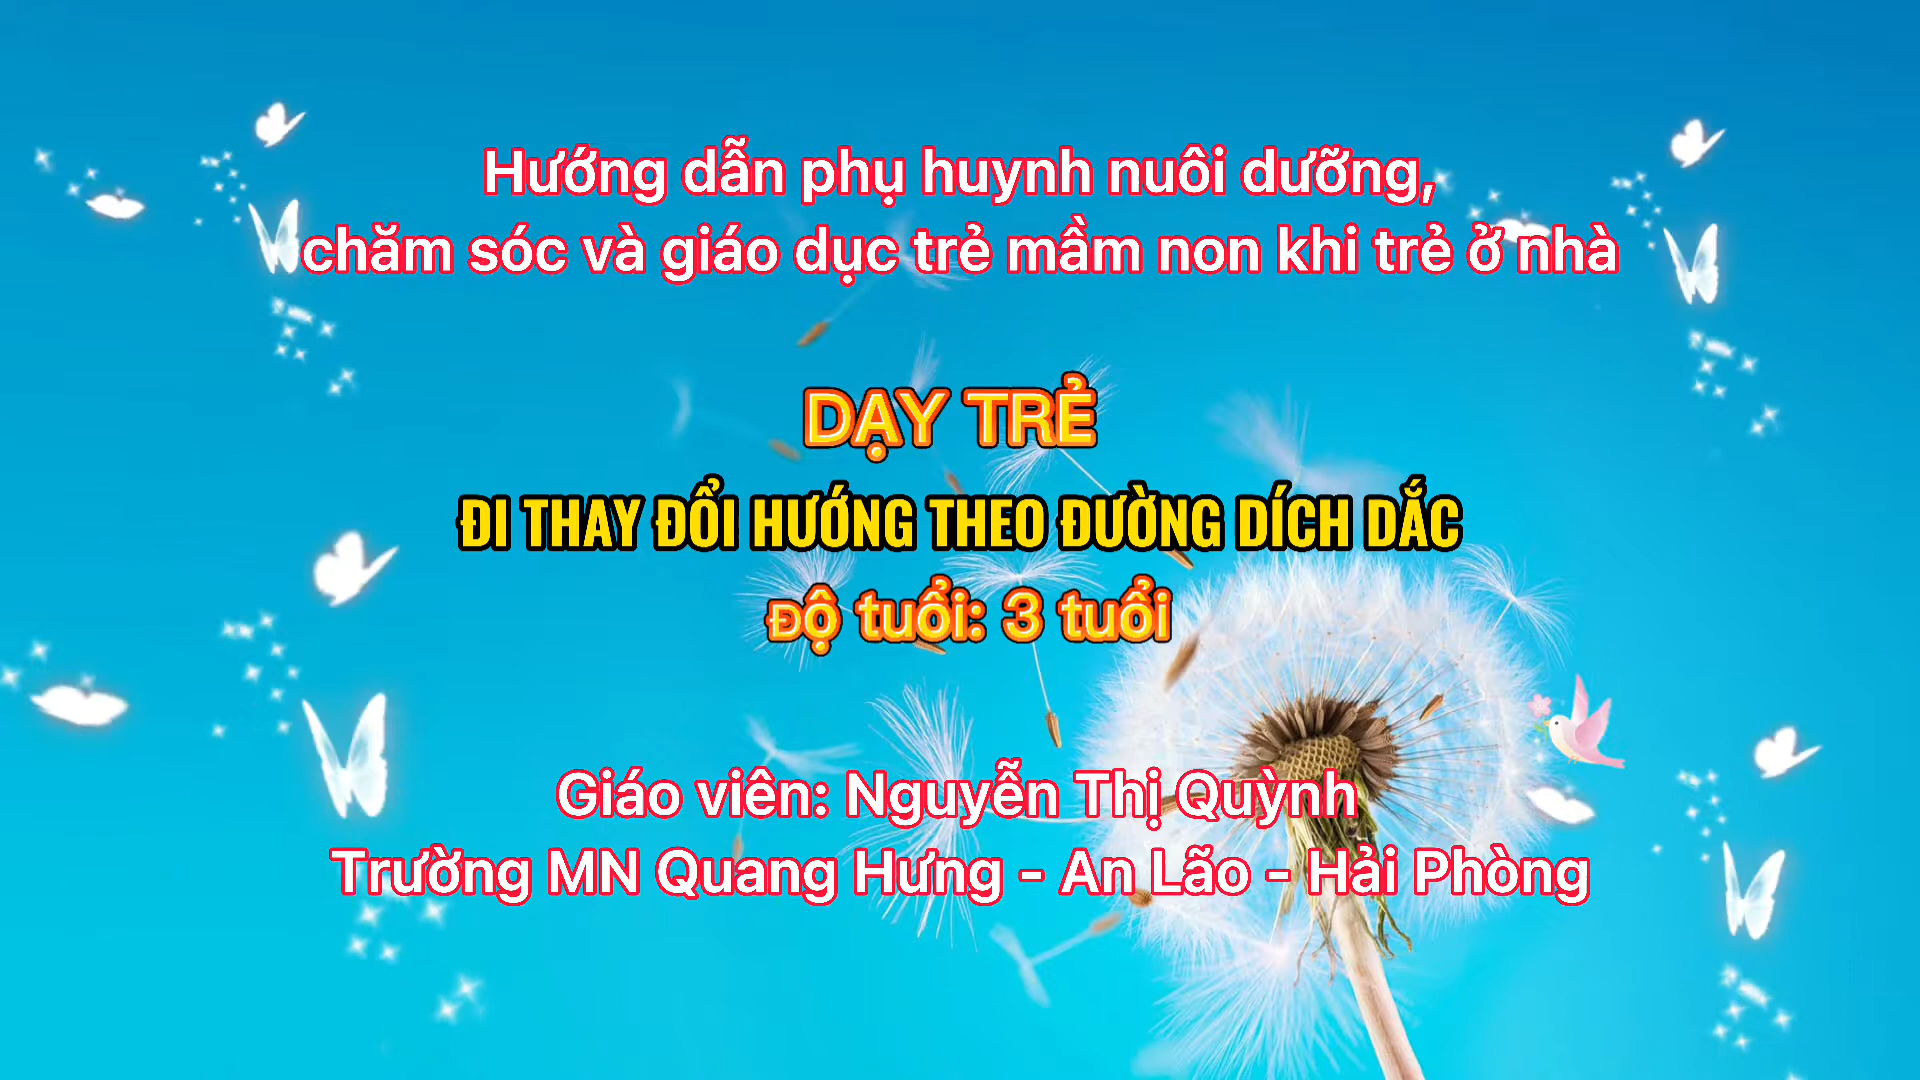 Hướng dẫn phụ huynh nuôi dưỡng,
chăm sóc và giáo dục trẻ mầm non khi trẻ ở nhà
DẠY TRẺ
ĐI THAY ĐỔI HƯỚNG THEO ĐƯỜNG DÍCH DẮC
Độ tuổi: 3 tuổi
Giáo viên: Nguyễn Thị Quỳnh
Trường MN Quang Hưng - An Lão - Hải Phòng